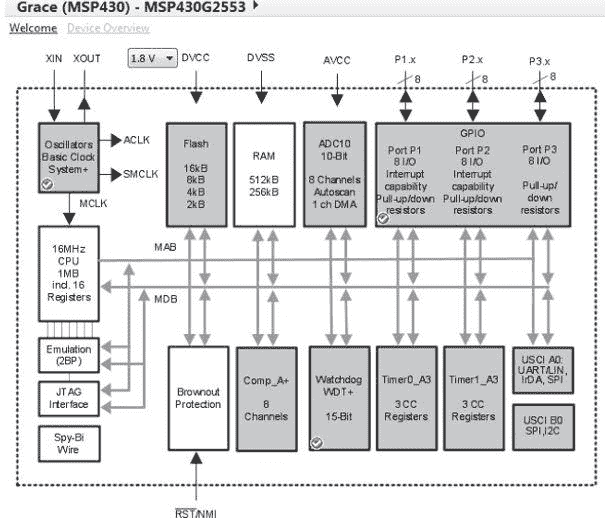 Grace (MSP430) - MSP430G2553
Welcome Device Overview
XIN XOUT 1.8 V DVCC DVSS AVCC P1.x P2.x P3.x
8 8 8
Oscillators
Basic Clock
System+
ACLK
SMCLK
MCLK
Flash
16kB
8kB
4kB
2kB
RAM
512kB
256kB
ADC10
10-Bit
8 Channels
Autoscan
1 ch DMA
GPIO
Port P1
8 I/O
Interrupt
capability
Pull-up/down
resistors
Port P2
8 I/O
Interrupt
capability
Pull-up/down
resistors
Port P3
8 I/O
Pull-up/
down
resistors
16MHz
CPU
1MB
incl. 16
Registers
MAB
MDB
Emulation
(2BP)
JTAG
Interface
Spy-Bi
Wire
Brownout
Protection
Comp_A+
8
Channels
Watchdog
WDT+
15-Bit
Timer0_A3
3 CC
Registers
Timer1_A3
3 CC
Registers
USCI A0:
UART/LIN,
IrDA, SPI
USCI B0
SPI,I2C
RST/NMI